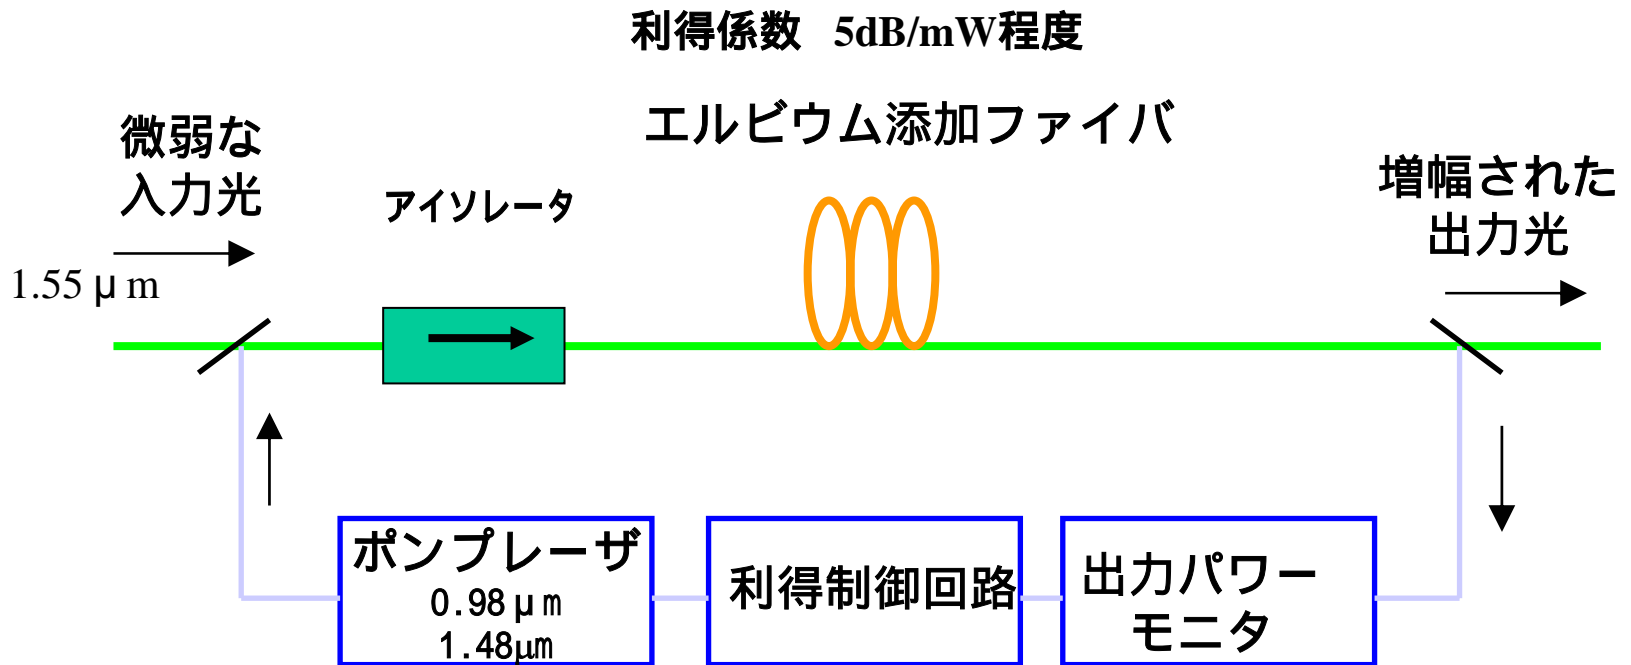 利得係数 5dB/mW程度
エルビウム添加ファイバ
微弱な
入力光
1.55 μ m
アイソレータ
増幅された
出力光
ポンプレーザ
0.98 μ m
1.48μm
利得制御回路
出力パワー
モニタ